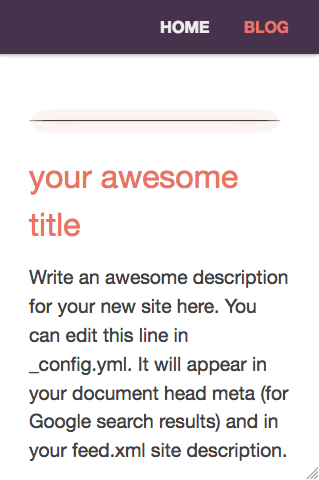 HOME BLOG
your awesome
title
Write an awesome description
for your new site here. You
can edit this line in
_config.yml. It will appear in
your document head meta (for
Google search results) and in
your feed.xml site description.